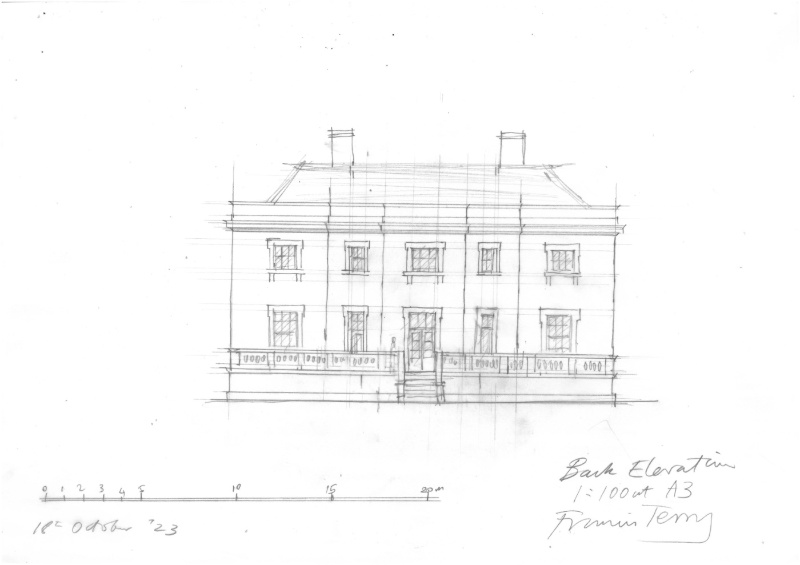 0 1 2 3 4 5 10 15 20m
October '23
Back Elevation
1:100 at A3
Francis Terry